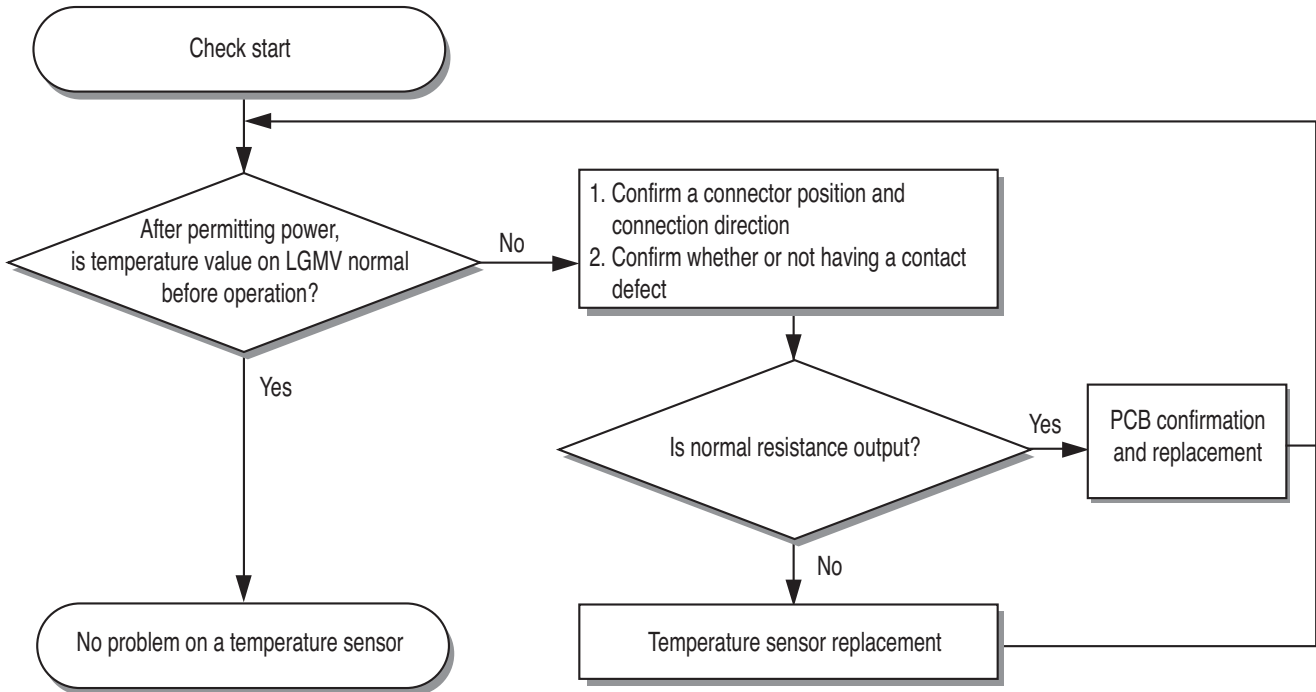 Check start
After permitting power,
is temperature value on LGMV normal
before operation?
No
1. Confirm a connector position and
connection direction
2. Confirm whether or not having a contact
defect
Yes
Is normal resistance output?
Yes
PCB confirmation
and replacement
No
No problem on a temperature sensor
Temperature sensor replacement